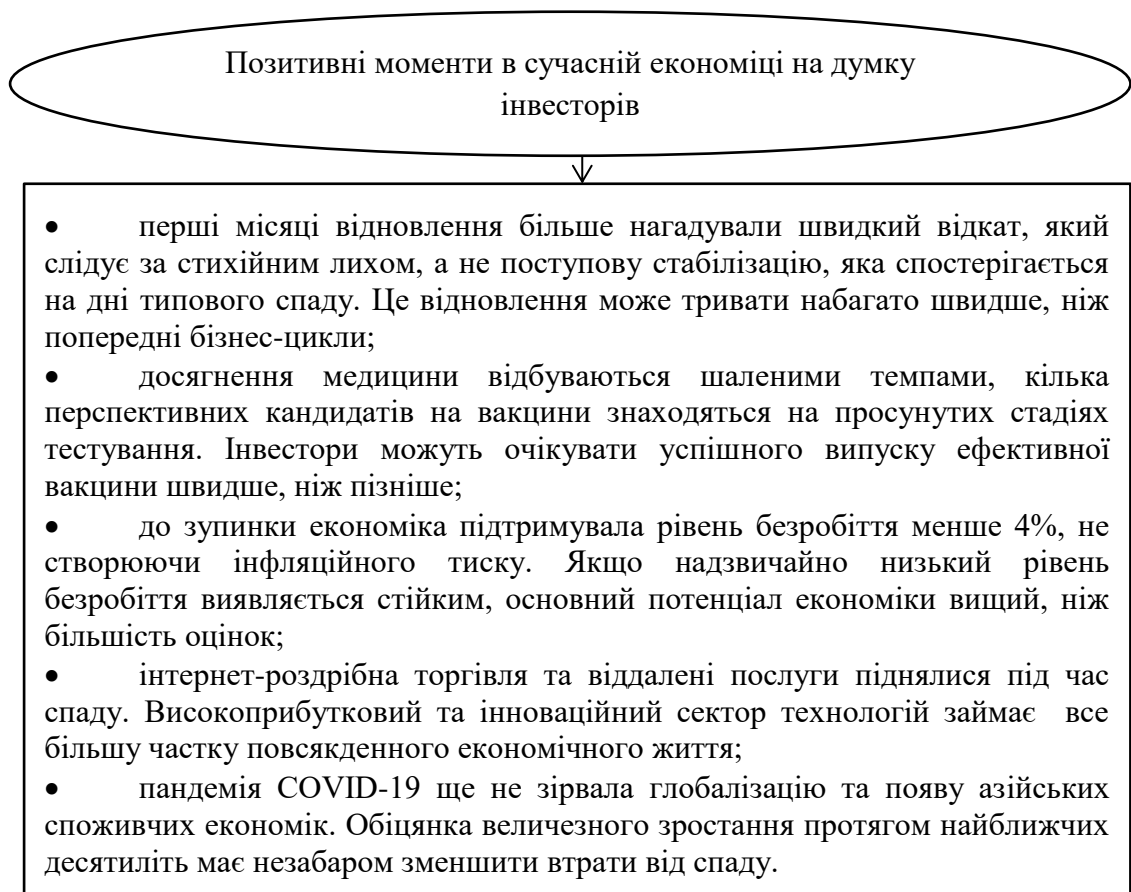 Позитивні моменти в сучасній економіці на думку
інвесторів
• перші місяці відновлення більше нагадували швидкий відкат, який
слідує за стихійним лихом, а не поступову стабілізацію, яка спостерігається
на дні типового спаду. Це відновлення може тривати набагато швидше, ніж
попередні бізнес-цикли;
• досягнення медицини відбуваються шаленими темпами, кілька
перспективних кандидатів на вакцини знаходяться на просунутих стадіях
тестування. Інвестори можуть очікувати успішного випуску ефективної
вакцини швидше, ніж пізніше;
• до зупинки економіка підтримувала рівень безробіття менше 4%, не
створюючи інфляційного тиску. Якщо надзвичайно низький рівень
безробіття виявляється стійким, основний потенціал економіки вищий, ніж
більшість оцінок;
• інтернет-роздрібна торгівля та віддалені послуги піднялися під час
спаду. Високоприбутковий та інноваційний сектор технологій займає все
більшу частку повсякденного економічного життя;
• пандемія COVID-19 ще не зірвала глобалізацію та появу азійських
споживчих економік. Обіцянка величезного зростання протягом найближчих
десятиліть має незабаром зменшити втрати від спаду.